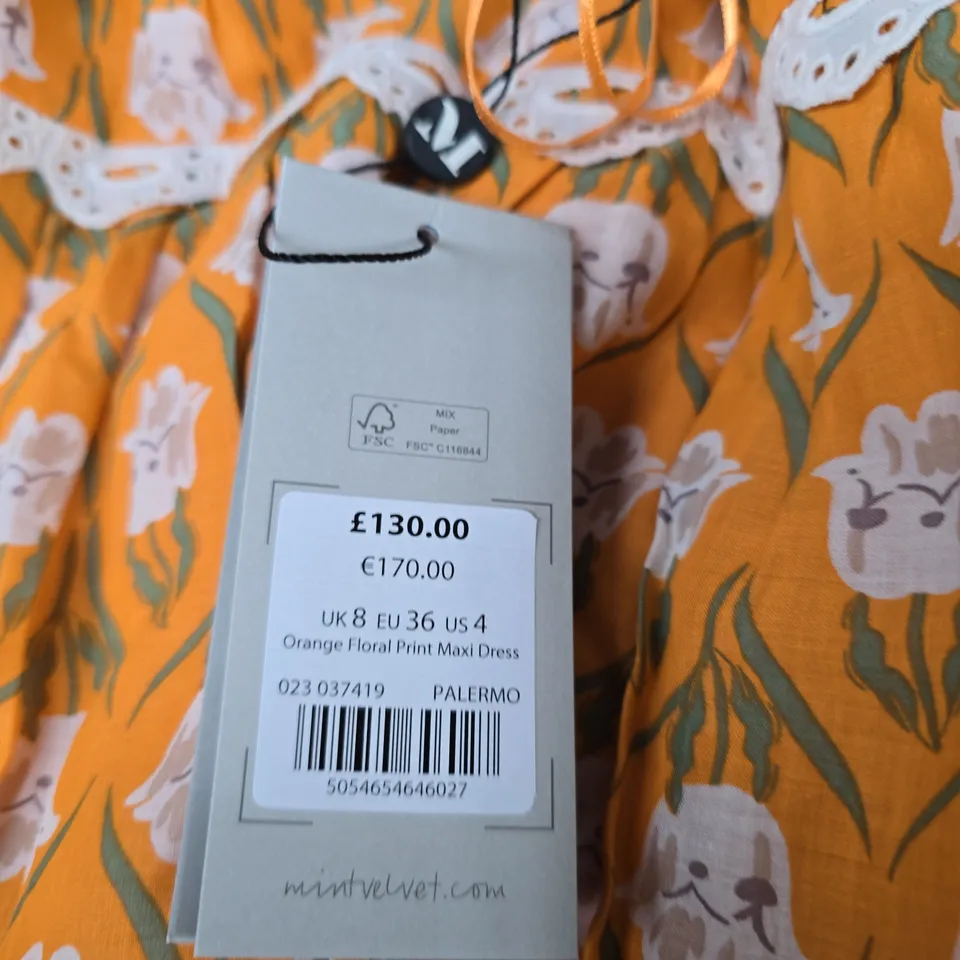 M
MIX
Paper
FSC™ C116844
FSC
£130.00
€170.00
UK 8 EU 36 US 4
Orange Floral Print Maxi Dress
023 037419 PALERMO
5054654646027
mintvelvet.com